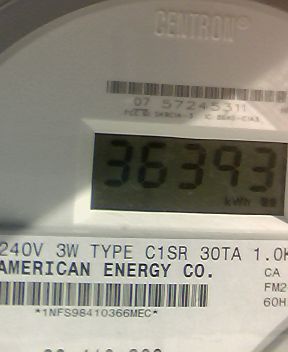 CENTRON®
07 57245311
36393
kWh
240V 3W TYPE C1SR 30TA 1.0K
AMERICAN ENERGY CO.
CA
FM2
60H
*1NFS98410366MEC*